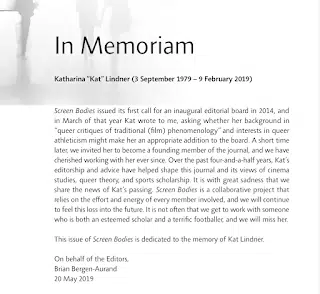 In Memoriam
Katharina “Kat” Lindner (3 September 1979 – 9 February 2019)
Screen Bodies issued its first call for an inaugural editorial board in 2014, and
in March of that year Kat wrote to me, asking whether her background in
“queer critiques of traditional (film) phenomenology” and interests in queer
athleticism might make her an appropriate addition to the board. A short time
later, we invited her to become a founding member of the journal, and we have
cherished working with her ever since. Over the past four-and-a-half years, Kat’s
editorship and advice have helped shape this journal and its views of cinema
studies, queer theory, and sports scholarship. It is with great sadness that we
share the news of Kat’s passing. Screen Bodies is a collaborative project that
relies on the effort and energy of every member involved, and we will continue
to feel this loss into the future. It is not often that we get to work with someone
who is both an esteemed scholar and a terrific footballer, and we will miss her.
This issue of Screen Bodies is dedicated to the memory of Kat Lindner.
On behalf of the Editors,
Brian Bergen-Aurand
20 May 2019